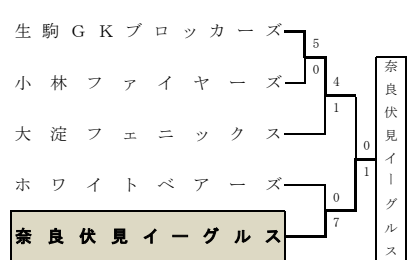 生駒GKブロッカーズ
5
0
小林ファイヤーズ
4
1
大淀フェニックス
0
1
ホワイトベアーズ
0
7
奈良伏見イーグルス
奈良伏見イーグルス